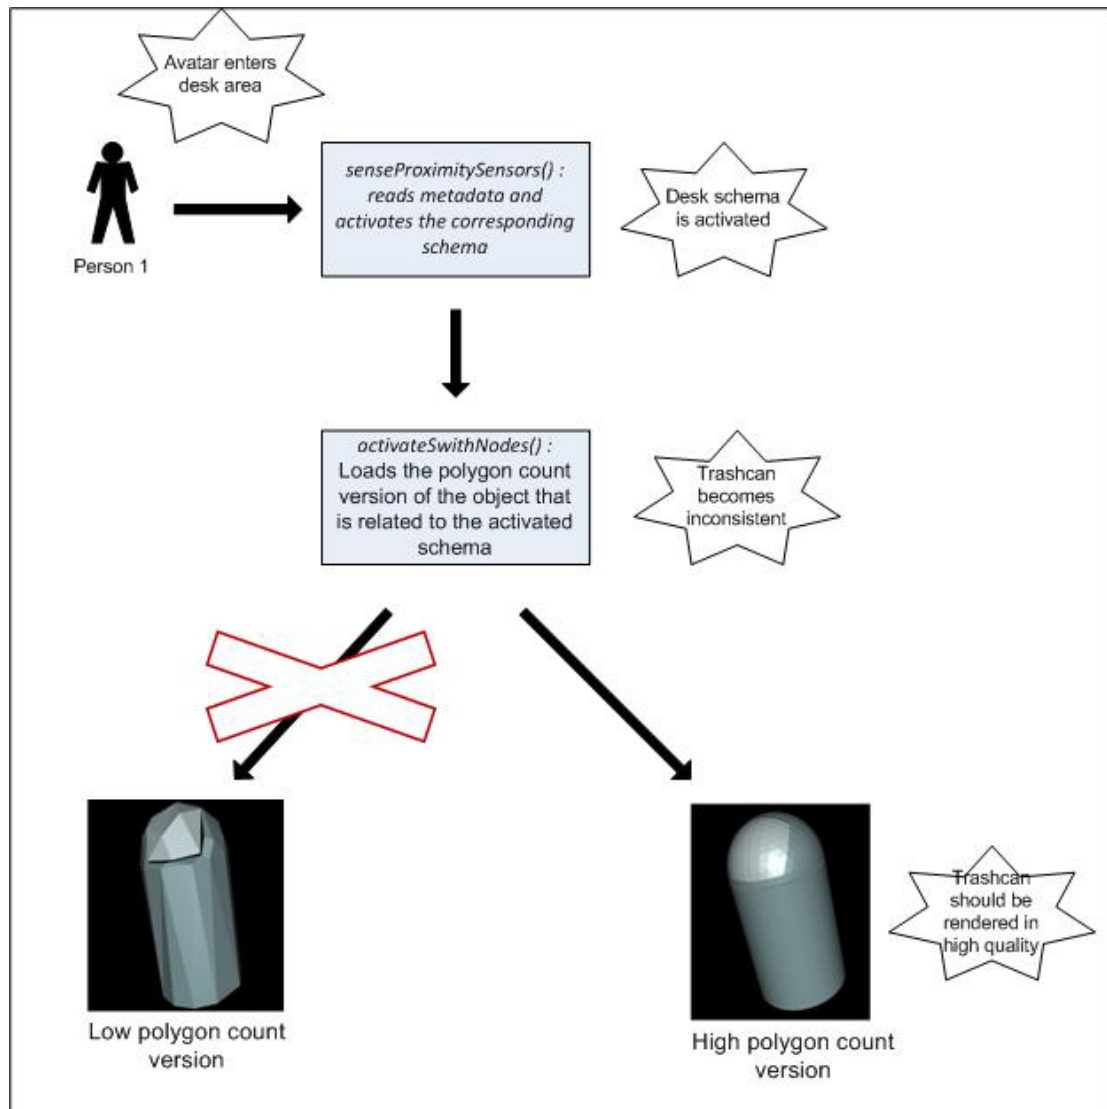 Avatar enters
desk area
Person 1
senseProximitySensors() :
reads metadata and
activates the corresponding
schema
Desk schema
is activated
activateSwithNodes() :
Loads the polygon count
version of the object that
is related to the activated
schema
Trashcan
becomes
inconsistent
Low polygon count
version
High polygon count
version
Trashcan
should be
rendered in
high quality